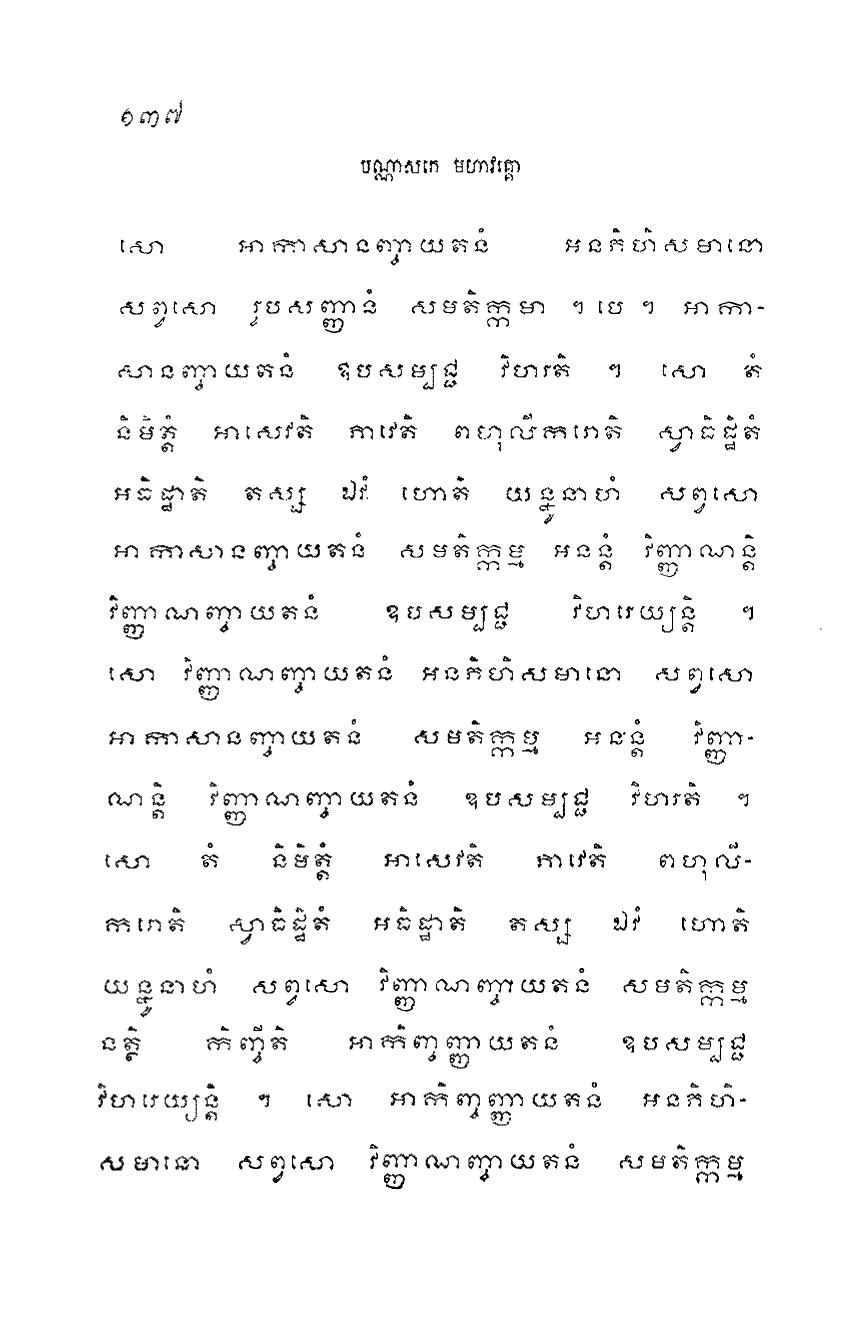 ១៣៧
បណ្ណាសកេ មហាវគ្គោ
សោ អាកាសានញ្ចាយតនំ អនភិហិសមានោ
សព្វសោ រូបសញ្ញានំ សមតិក្កមា ។ បេ ។ អាកា-
សានញ្ចាយតនំ ឧបសម្បជ្ជ វិហរតិ ។ សោ តំ
និមិត្តំ អាសេវតិ ភាវេតិ ពហុលីករោតិ ស្វាធិដ្ឋិតំ
អធិដ្ឋាតិ តស្ស ឯវំ ហោតិ យន្នូនាហំ សព្វសោ
អាកាសានញ្ចាយតនំ សមតិក្កម្ម អនន្តំ វិញ្ញាណន្តិ
វិញ្ញាណញ្ចាយតនំ ឧបសម្បជ្ជ វិហរេយ្យន្តិ ។
សោ វិញ្ញាណញ្ចាយតនំ អនភិហិសមានោ សព្វសោ
អាកាសានញ្ចាយតនំ សមតិក្កម្ម អនន្តំ វិញ្ញា-
ណន្តិ វិញ្ញាណញ្ចាយតនំ ឧបសម្បជ្ជ វិហរតិ ។
សោ តំ និមិត្តំ អាសេវតិ ភាវេតិ ពហុលី-
ករោតិ ស្វាធិដ្ឋិតំ អធិដ្ឋាតិ តស្ស ឯវំ ហោតិ
យន្នូនាហំ សព្វសោ វិញ្ញាណញ្ចាយតនំ សមតិក្កម្ម
នត្ថិ កិញ្ចីតិ អាកិញ្ចញ្ញាយតនំ ឧបសម្បជ្ជ
វិហរេយ្យន្តិ ។ សោ អាកិញ្ចញ្ញាយតនំ អនភិហិ-
សមានោ សព្វសោ វិញ្ញាណញ្ចាយតនំ សមតិក្កម្ម